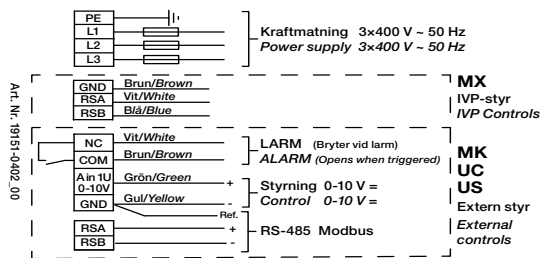 PE
L1
L2
L3
Kraftmatning 3×400 V ~ 50 Hz
Power supply 3×400 V ~ 50 Hz
GND Brun/Brown
RSA Vit/White
RSB Blå/Blue
MX
IVP-styr
IVP Controls
Art. Nr. 19151-0402_00
NC Vit/White
COM Brun/Brown
LARM (Bryter vid larm)
ALARM (Opens when triggered)
Ain 1U
0-10V
Grön/Green +
GND Gul/Yellow -
Styrning 0-10 V =
Control 0-10 V =
Ref.
RSA +
RSB -
RS-485 Modbus
MK
UC
US
Extern styr
External
controls